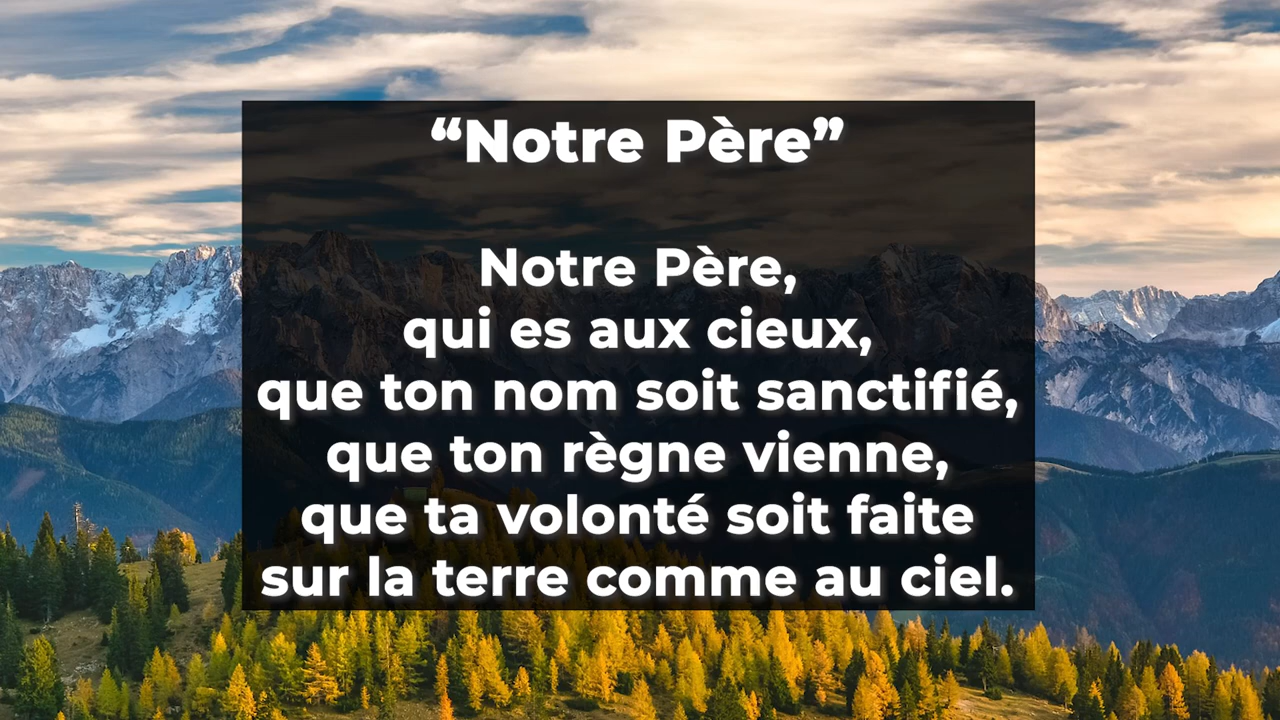 “Notre Père”
Notre Père,
qui es aux cieux,
que ton nom soit sanctifié,
que ton règne vienne,
que ta volonté soit faite
sur la terre comme au ciel.